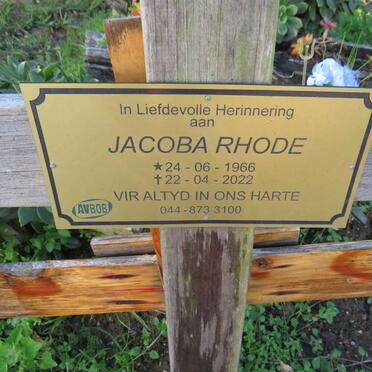 In Liefdevolle Herinnering
aan
JACOBA RHODE
★24 - 06 - 1966
✝22 - 04 - 2022
VIR ALTYD IN ONS HARTE
AVBOB
044 - 873 3100